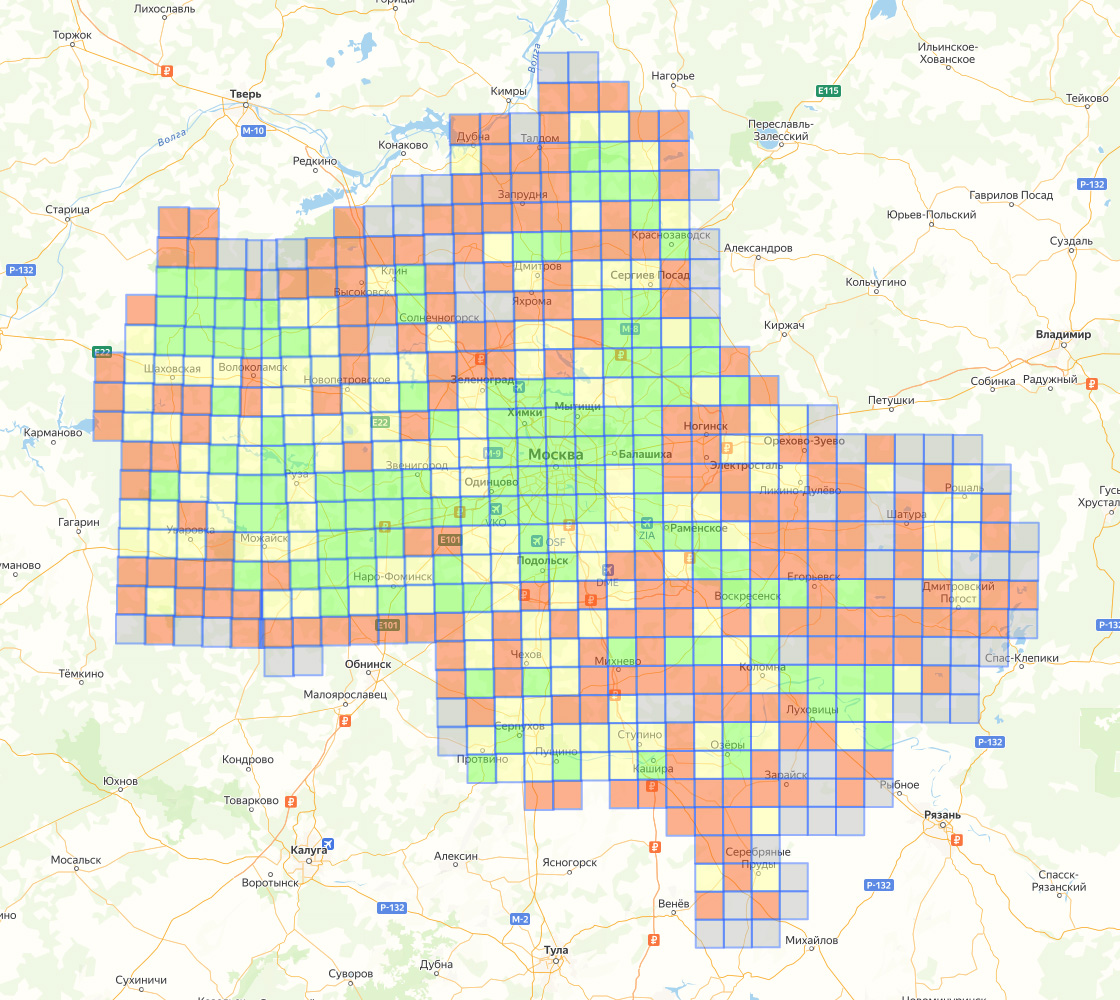 Лихославль
Горицы
Торжок
Волга
Нагорье
Ильинское-
Хованское
Тверь
Кимры
E115
Тейково
М-10
Волга
Дубна
Талдом
Переславль-
Залесский
Конаково
Редкино
Р-132
Запрудня
Гаврилов Посад
Старица
Юрьев-Польский
Краснозаводск
Александров
Суздаль
Р-132
Клин
Дмитров
Сергиев Посад
Кольчугино
Высоковск
Яхрома
Солнечногорск
М-8
Киржач
Владимир
E22
Шаховская
Волоколамск
Новопетровское
Зеленоград
Собинка
Радужный
Петушки
Химки
Мытищи
E22
Карманово
Ногинск
Орехово-Зуево
М-9
Москва
Балашиха
Звенигород
Электросталь
Руза
Одинцово
Ликино-Дулёво
Рошаль
Гусь
Хрустал
Шатура
Гагарин
Уваровка
Можайск
VKO
ZIA
Раменское
E101
OSF
Подольск
Наро-Фоминск
DME
Егорьевск
Воскресенск
Дмитровский
Погост
E101
Р-132
Чехов
Михнево
Коломна
Спас-Клепики
Тёмкино
Обнинск
Малоярославец
Луховицы
Серпухов
Ступино
Озёры
Р-132
Протвино
Пущино
Кашира
Кондрово
Зарайск
Юхнов
Товарково
Рыбное
Рязань
Калуга
Серебряные
Пруды
Мосальск
Алексин
Ясногорск
Воротынск
Р-132
Спасск-
Рязанский
Р-132
М-2
Венёв
Михайлов
Тула
Дубна
Сухиничи
Суворов